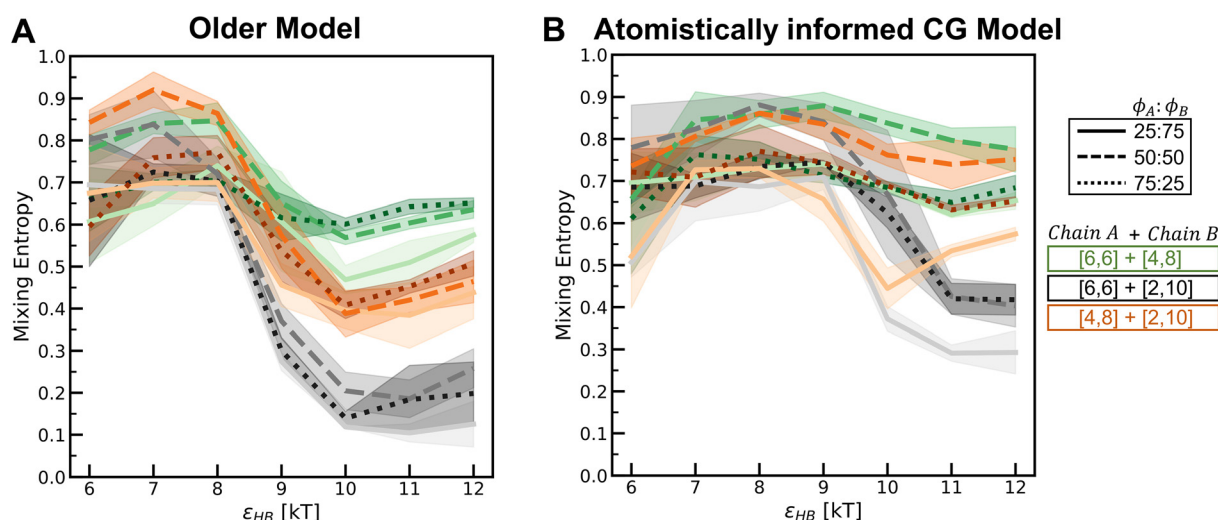 A
Older Model
Mixing Entropy
1.0
0.9
0.8
0.7
0.6
0.5
0.4
0.3
0.2
0.1
0.0
6 7 8 9 10 11 12
εHB [kT]
B
Atomistically informed CG Model
Mixing Entropy
1.0
0.9
0.8
0.7
0.6
0.5
0.4
0.3
0.2
0.1
0.0
6 7 8 9 10 11 12
εHB [kT]
ϕA:ϕB
25:75
50:50
75:25
Chain A + Chain B
[6,6] + [4,8]
[6,6] + [2,10]
[4,8] + [2,10]